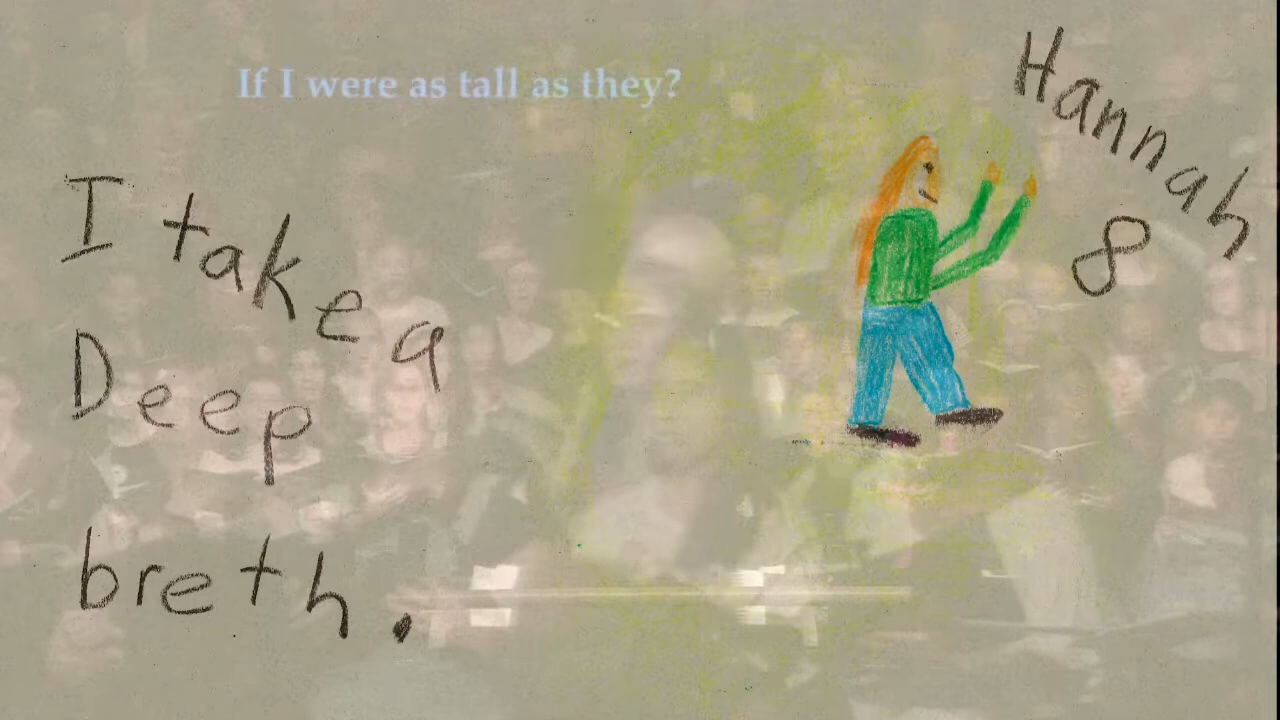 If I were as tall as they?
Hannah
8
I take a
Deep
breth.